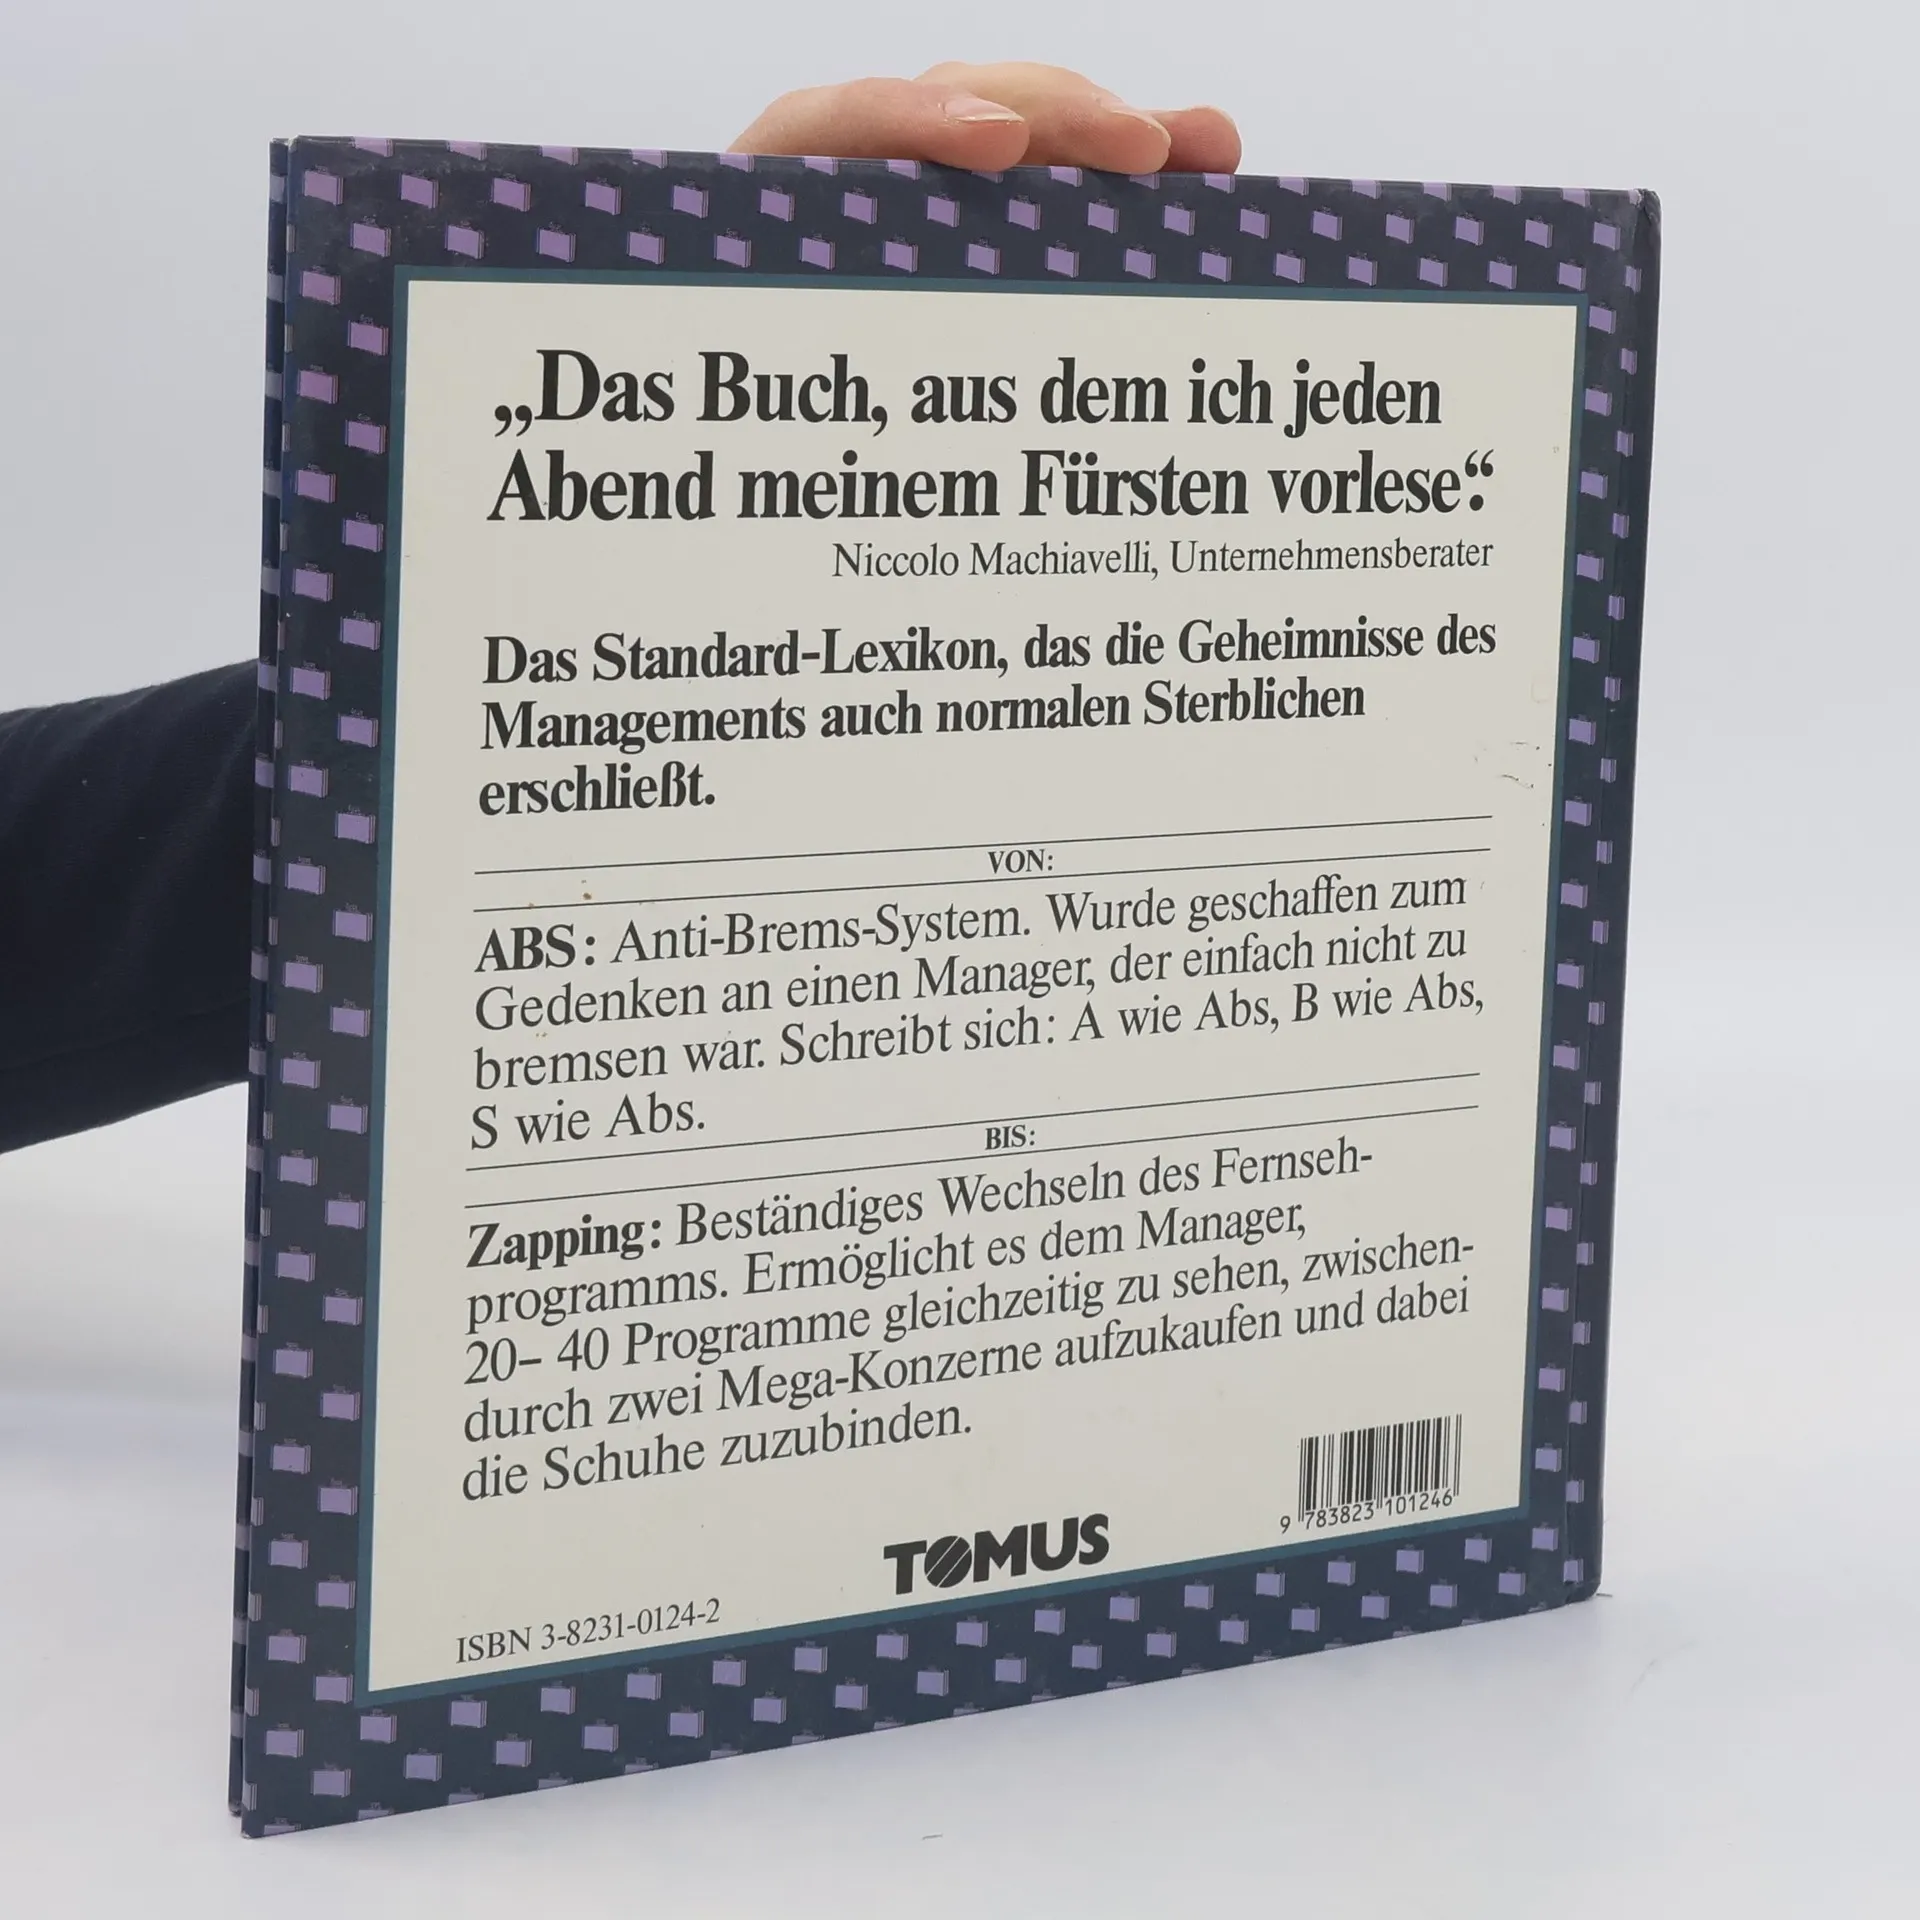 „Das Buch, aus dem ich jeden
Abend meinem Fürsten vorlese“.
Niccolo Machiavelli, Unternehmensberater
Das Standard-Lexikon, das die Geheimnisse des
Managements auch normalen Sterblichen
erschließt.
VON:
ABS: Anti-Brems-System. Wurde geschaffen zum
Gedenken an einen Manager, der einfach nicht zu
bremsen war. Schreibt sich: A wie Abs, B wie Abs,
S wie Abs.
BIS:
Zapping: Beständiges Wechseln des Fernseh-
programms. Ermöglicht es dem Manager,
20– 40 Programme gleichzeitig zu sehen, zwischen-
durch zwei Mega-Konzerne aufzukaufen und dabei
die Schuhe zuzubinden.
9 783823 101246
TOMUS
ISBN 3-8231-0124-2